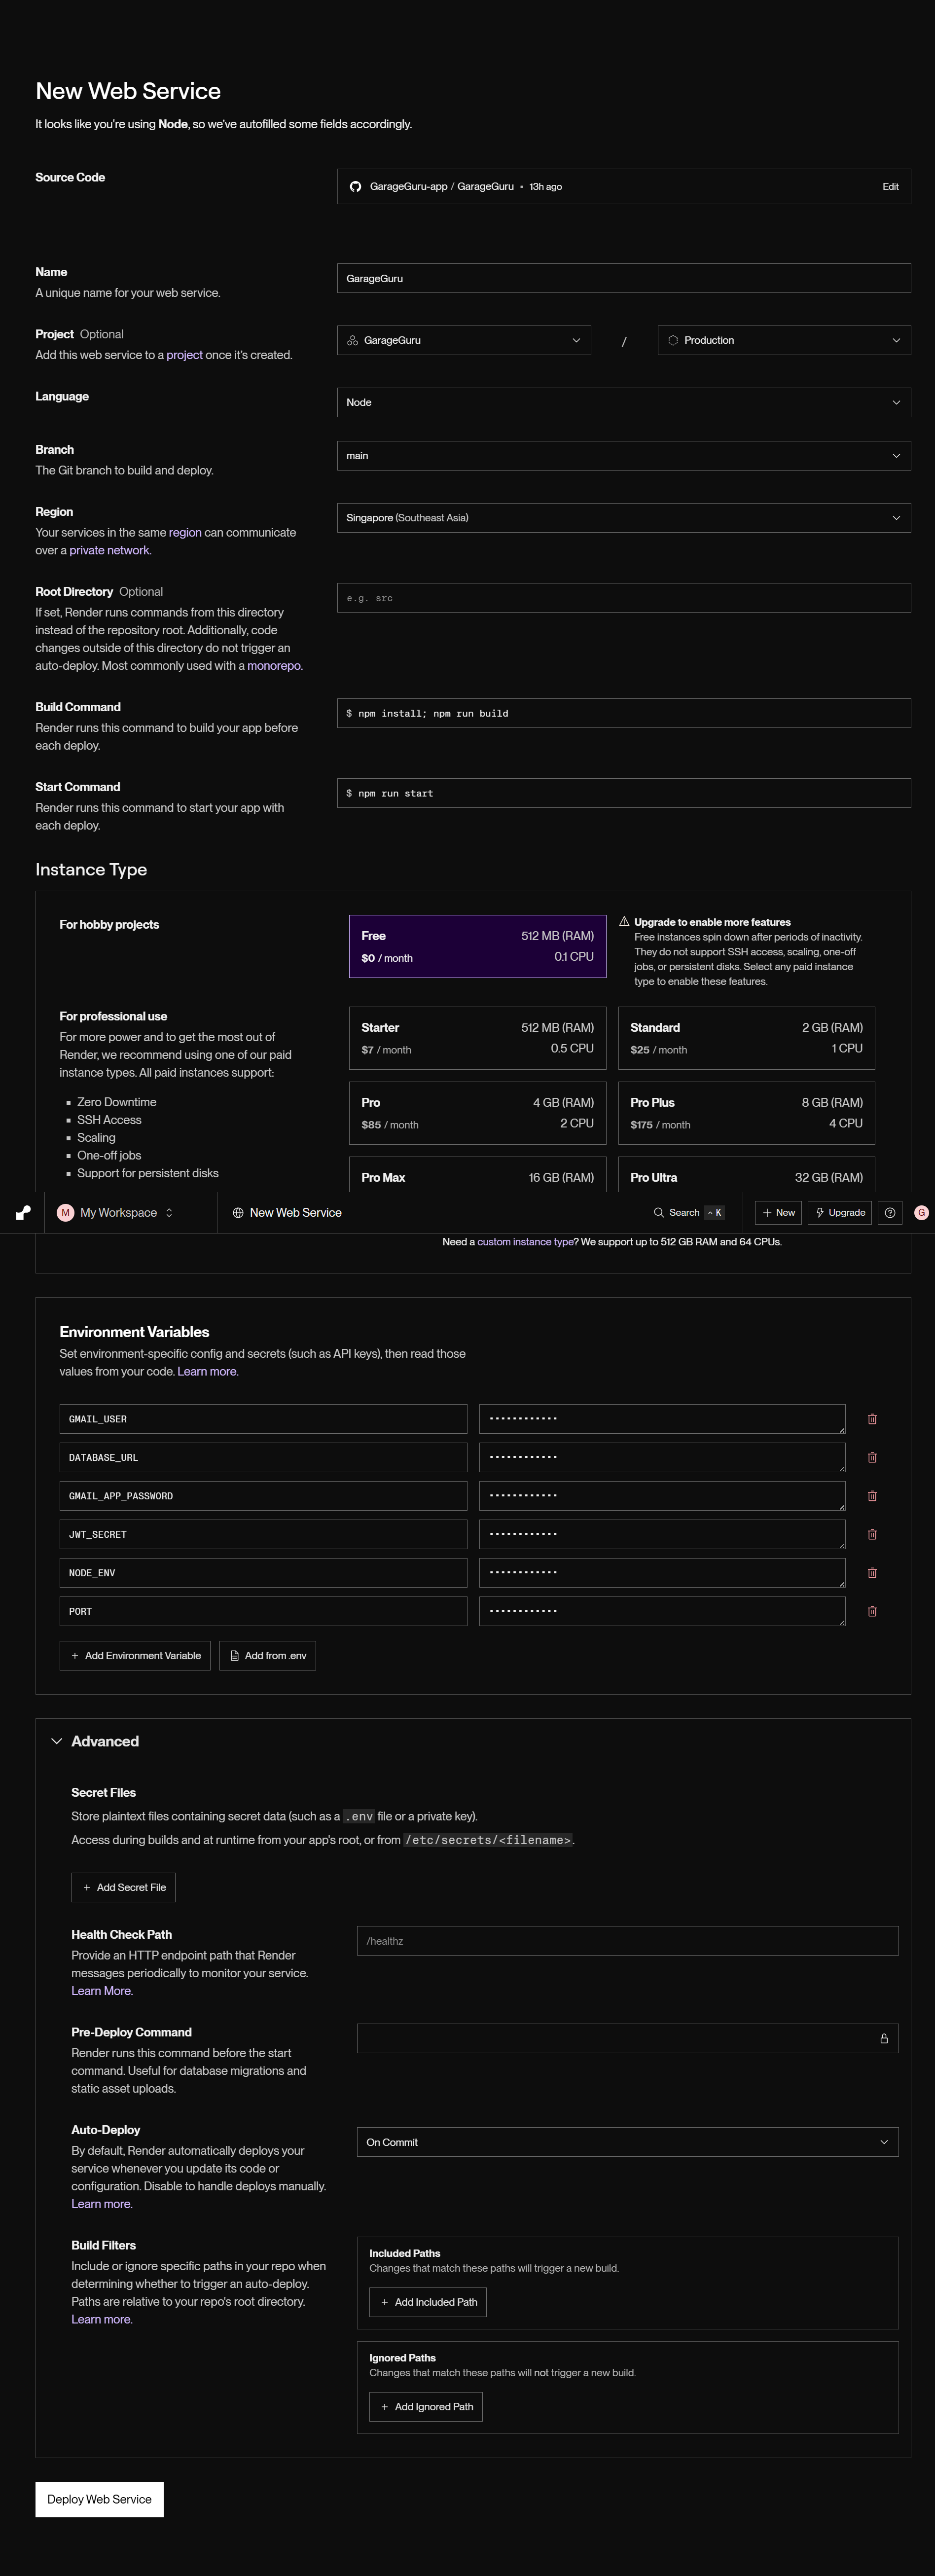 New Web Service
It looks like you're using Node, so we've autofilled some fields accordingly.
Source Code
GarageGuru-app / GarageGuru • 13h ago
Edit
Name
A unique name for your web service.
GarageGuru
Project Optional
Add this web service to a project once it's created.
GarageGuru
/
Production
Language
Node
Branch
The Git branch to build and deploy.
main
Region
Your services in the same region can communicate
over a private network.
Singapore (Southeast Asia)
Root Directory Optional
If set, Render runs commands from this directory
instead of the repository root. Additionally, code
changes outside of this directory do not trigger an
auto-deploy. Most commonly used with a monorepo.
e.g. src
Build Command
Render runs this command to build your app before
each deploy.
$ npm install; npm run build
Start Command
Render runs this command to start your app with
each deploy.
$ npm run start
Instance Type
For hobby projects
Free
512 MB (RAM)
$0 / month
0.1 CPU
Upgrade to enable more features
Free instances spin down after periods of inactivity.
They do not support SSH access, scaling, one-off
jobs, or persistent disks. Select any paid instance
type to enable these features.
For professional use
For more power and to get the most out of
Render, we recommend using one of our paid
instance types. All paid instances support:
Zero Downtime
SSH Access
Scaling
One-off jobs
Support for persistent disks
Starter
512 MB (RAM)
$7 / month
0.5 CPU
Standard
2 GB (RAM)
$25 / month
1 CPU
Pro
4 GB (RAM)
$85 / month
2 CPU
Pro Plus
8 GB (RAM)
$175 / month
4 CPU
Pro Max
16 GB (RAM)
Pro Ultra
32 GB (RAM)
M
My Workspace
New Web Service
Search
K
+ New
Upgrade
G
Need a custom instance type? We support up to 512 GB RAM and 64 CPUs.
Environment Variables
Set environment-specific config and secrets (such as API keys), then read those
values from your code. Learn more.
GMAIL_USER
••••••••••••
DATABASE_URL
••••••••••••
GMAIL_APP_PASSWORD
••••••••••••
JWT_SECRET
••••••••••••
NODE_ENV
••••••••••••
PORT
••••••••••••
+ Add Environment Variable
Add from .env
Advanced
Secret Files
Store plaintext files containing secret data (such as a .env file or a private key).
Access during builds and at runtime from your app's root, or from /etc/secrets/<filename>.
+ Add Secret File
Health Check Path
Provide an HTTP endpoint path that Render
messages periodically to monitor your service.
Learn More.
/healthz
Pre-Deploy Command
Render runs this command before the start
command. Useful for database migrations and
static asset uploads.
Auto-Deploy
By default, Render automatically deploys your
service whenever you update its code or
configuration. Disable to handle deploys manually.
Learn more.
On Commit
Build Filters
Include or ignore specific paths in your repo when
determining whether to trigger an auto-deploy.
Paths are relative to your repo's root directory.
Learn more.
Included Paths
Changes that match these paths will trigger a new build.
+ Add Included Path
Ignored Paths
Changes that match these paths will not trigger a new build.
+ Add Ignored Path
Deploy Web Service